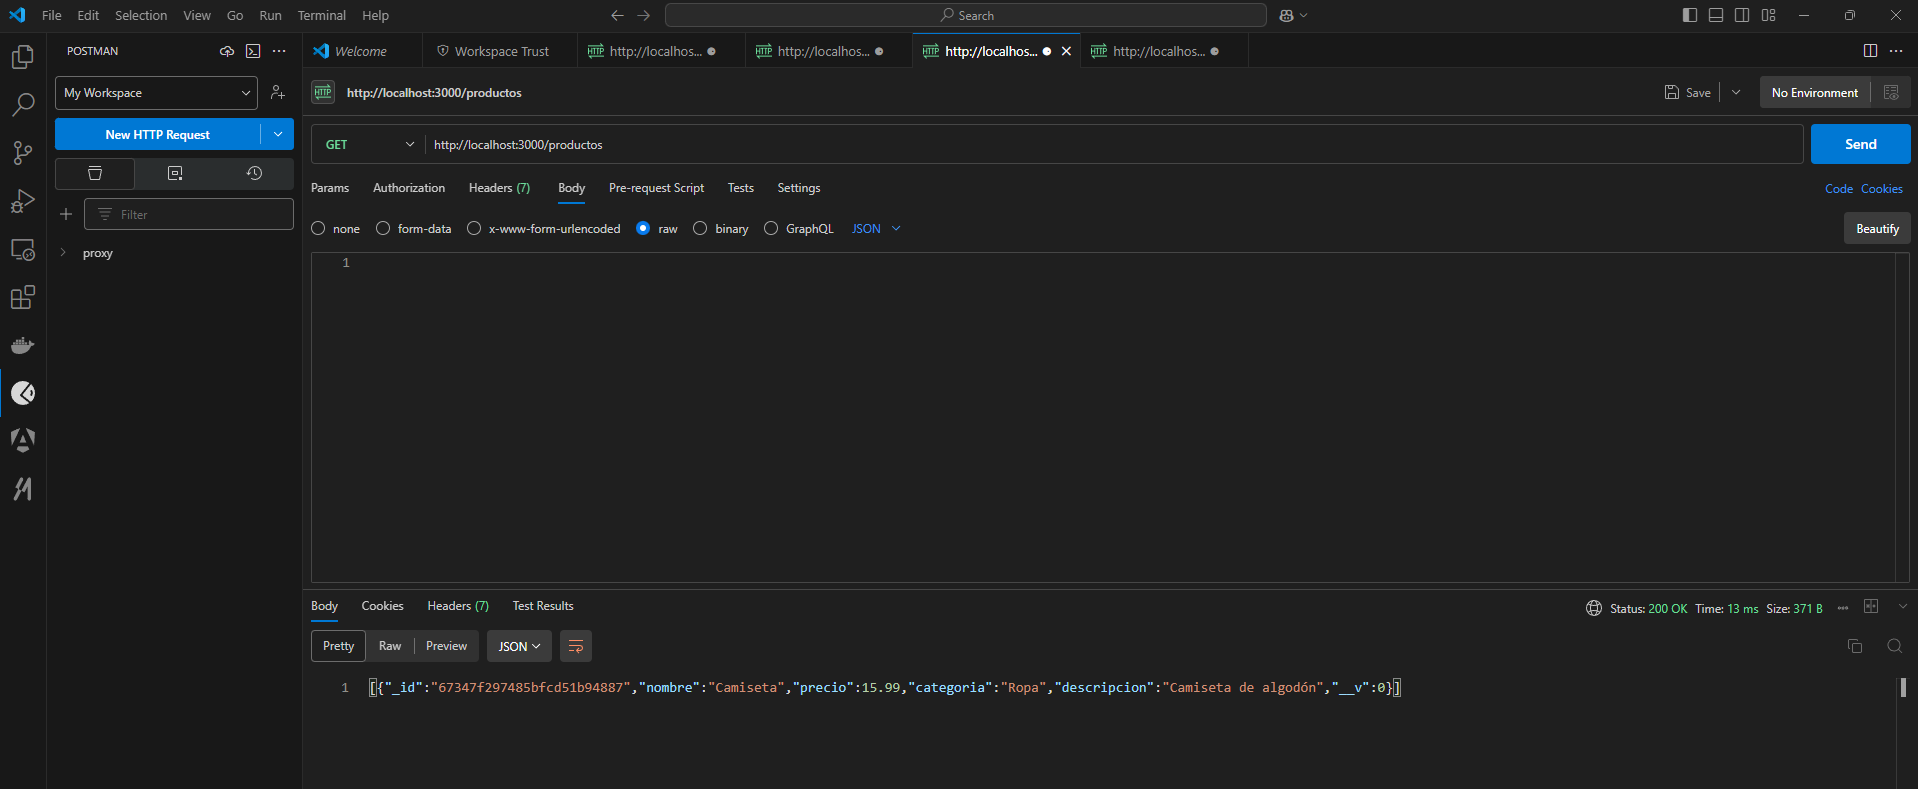 File Edit Selection View Go Run Terminal Help
Search
POSTMAN
Welcome
Workspace Trust
http://localhos...
http://localhos...
http://localhos...
http://localhos...
My Workspace
HTTP http://localhost:3000/productos
Save
No Environment
New HTTP Request
GET http://localhost:3000/productos
Send
Params Authorization Headers (7) Body Pre-request Script Tests Settings
Code Cookies
Filter
none form-data x-www-form-urlencoded raw binary GraphQL JSON
Beautify
proxy
1
Body Cookies Headers (7) Test Results
Status: 200 OK Time: 13 ms Size: 371 B
Pretty Raw Preview JSON
1 [{"_id":"67347f297485bfcd51b94887","nombre":"Camiseta","precio":15.99,"categoria":"Ropa","descripcion":"Camiseta de algodón","__v":0}]